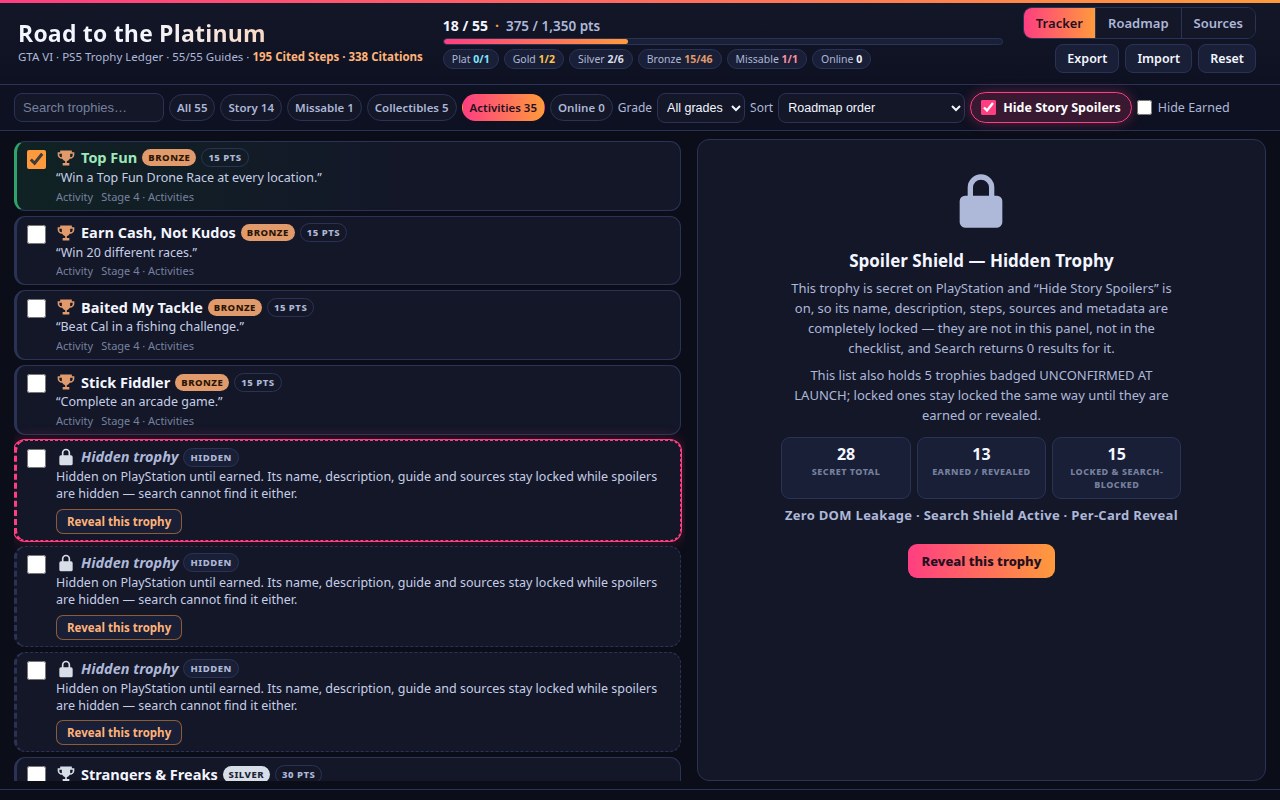 Road to the Platinum
GTA VI · PS5 Trophy Ledger · 55/55 Guides · 195 Cited Steps · 338 Citations
18 / 55 · 375 / 1,350 pts
Plat 0/1 Gold 1/2 Silver 2/6 Bronze 15/46 Missable 1/1 Online 0
Tracker Roadmap Sources
Export Import Reset
Search trophies… All 55 Story 14 Missable 1 Collectibles 5 Activities 35 Online 0 Grade All grades Sort Roadmap order Hide Story Spoilers Hide Earned
Top Fun BRONZE 15 PTS
“Win a Top Fun Drone Race at every location.”
Activity Stage 4 · Activities
Earn Cash, Not Kudos BRONZE 15 PTS
“Win 20 different races.”
Activity Stage 4 · Activities
Baited My Tackle BRONZE 15 PTS
“Beat Cal in a fishing challenge.”
Activity Stage 4 · Activities
Stick Fiddler BRONZE 15 PTS
“Complete an arcade game.”
Activity Stage 4 · Activities
Hidden trophy HIDDEN
Hidden on PlayStation until earned. Its name, description, guide and sources stay locked while spoilers
are hidden — search cannot find it either.
Reveal this trophy
Hidden trophy HIDDEN
Hidden on PlayStation until earned. Its name, description, guide and sources stay locked while spoilers
are hidden — search cannot find it either.
Reveal this trophy
Hidden trophy HIDDEN
Hidden on PlayStation until earned. Its name, description, guide and sources stay locked while spoilers
are hidden — search cannot find it either.
Reveal this trophy
Strangers & Freaks SILVER 30 PTS
Spoiler Shield — Hidden Trophy
This trophy is secret on PlayStation and “Hide Story Spoilers” is
on, so its name, description, steps, sources and metadata are
completely locked — they are not in this panel, not in the
checklist, and Search returns 0 results for it.
This list also holds 5 trophies badged UNCONFIRMED AT
LAUNCH; locked ones stay locked the same way until they are
earned or revealed.
28
SECRET TOTAL
13
EARNED / REVEALED
15
LOCKED & SEARCH-
BLOCKED
Zero DOM Leakage · Search Shield Active · Per-Card Reveal
Reveal this trophy